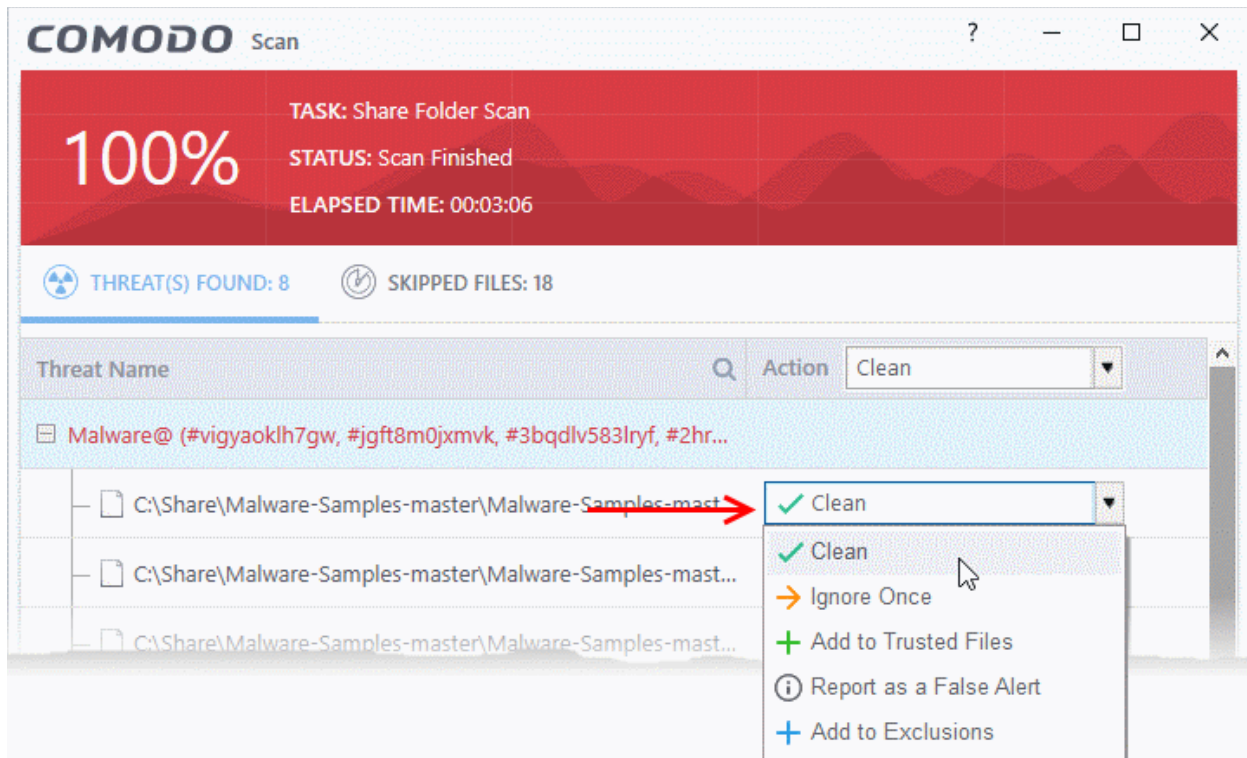 COMODO Scan ?
100%
TASK: Share Folder Scan
STATUS: Scan Finished
ELAPSED TIME: 00:03:06
THREAT(S) FOUND: 8 SKIPPED FILES: 18
Threat Name Action Clean
Malware@ (#vigyaoklh7gw, #jgft8m0jxmvk, #3bqdlv583lryf, #2hr...
C:\Share\Malware-Samples-master\Malware-Samples-mast... Clean
Clean
C:\Share\Malware-Samples-master\Malware-Samples-mast...
Ignore Once
C:\Share\Malware-Samples-master\Malware-Samples-mast...
Add to Trusted Files
Report as a False Alert
Add to Exclusions